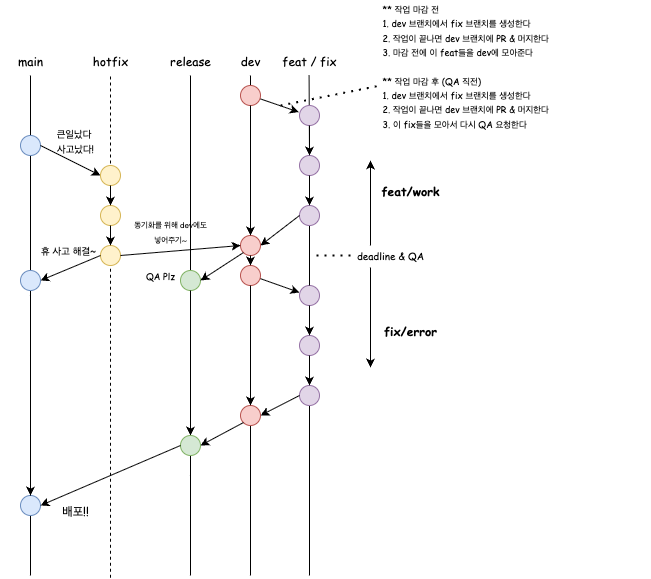 ** 작업 마감 전
1. dev 브랜치에서 fix 브랜치를 생성한다
2. 작업이 끝나면 dev 브랜치에 PR & 머지한다
3. 마감 전에 이 feat들을 dev에 모아준다
main
hotfix
release
dev
feat / fix
** 작업 마감 후 (QA 직전)
1. dev 브랜치에서 fix 브랜치를 생성한다
2. 작업이 끝나면 dev 브랜치에 PR & 머지한다
3. 이 fix들을 모아서 다시 QA 요청한다
큰일났다
사고났다!
feat/work
동기화를 위해 dev에도
넣어주기~
휴 사고 해결~
deadline & QA
QA Plz
fix/error
배포!!